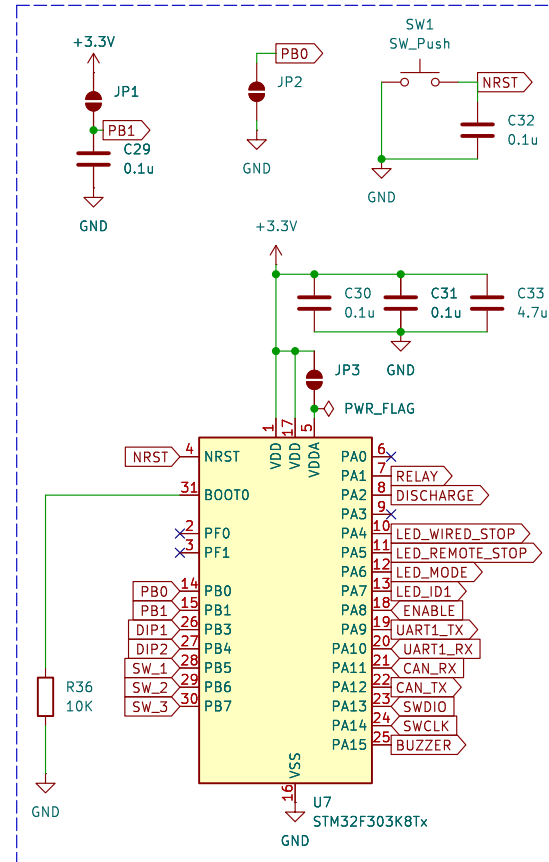 SW1
SW_Push
+3.3V
PB0
JP1
JP2
NRST
PB1
C29
0.1u
C32
0.1u
GND
GND
GND
+3.3V
C30
0.1u
C31
0.1u
C33
4.7u
GND
JP3
PWR_FLAG
1
17
5
VDD
VDD
VDDA
NRST 4 NRST
31 BOOT0
2 PF0
3 PF1
PB0 14 PB0
PB1 15 PB1
DIP1 26 PB3
DIP2 27 PB4
SW_1 28 PB5
SW_2 29 PB6
SW_3 30 PB7
PA0 6
PA1 7 RELAY
PA2 8 DISCHARGE
PA3 9
PA4 10 LED_WIRED_STOP
PA5 11 LED_REMOTE_STOP
PA6 12 LED_MODE
PA7 13 LED_ID1
PA8 18 ENABLE
PA9 19 UART1_TX
PA10 20 UART1_RX
PA11 21 CAN_RX
PA12 22 CAN_TX
PA13 23 SWDIO
PA14 24 SWCLK
PA15 25 BUZZER
R36
10K
GND
VSS
16
GND
U7
STM32F303K8Tx